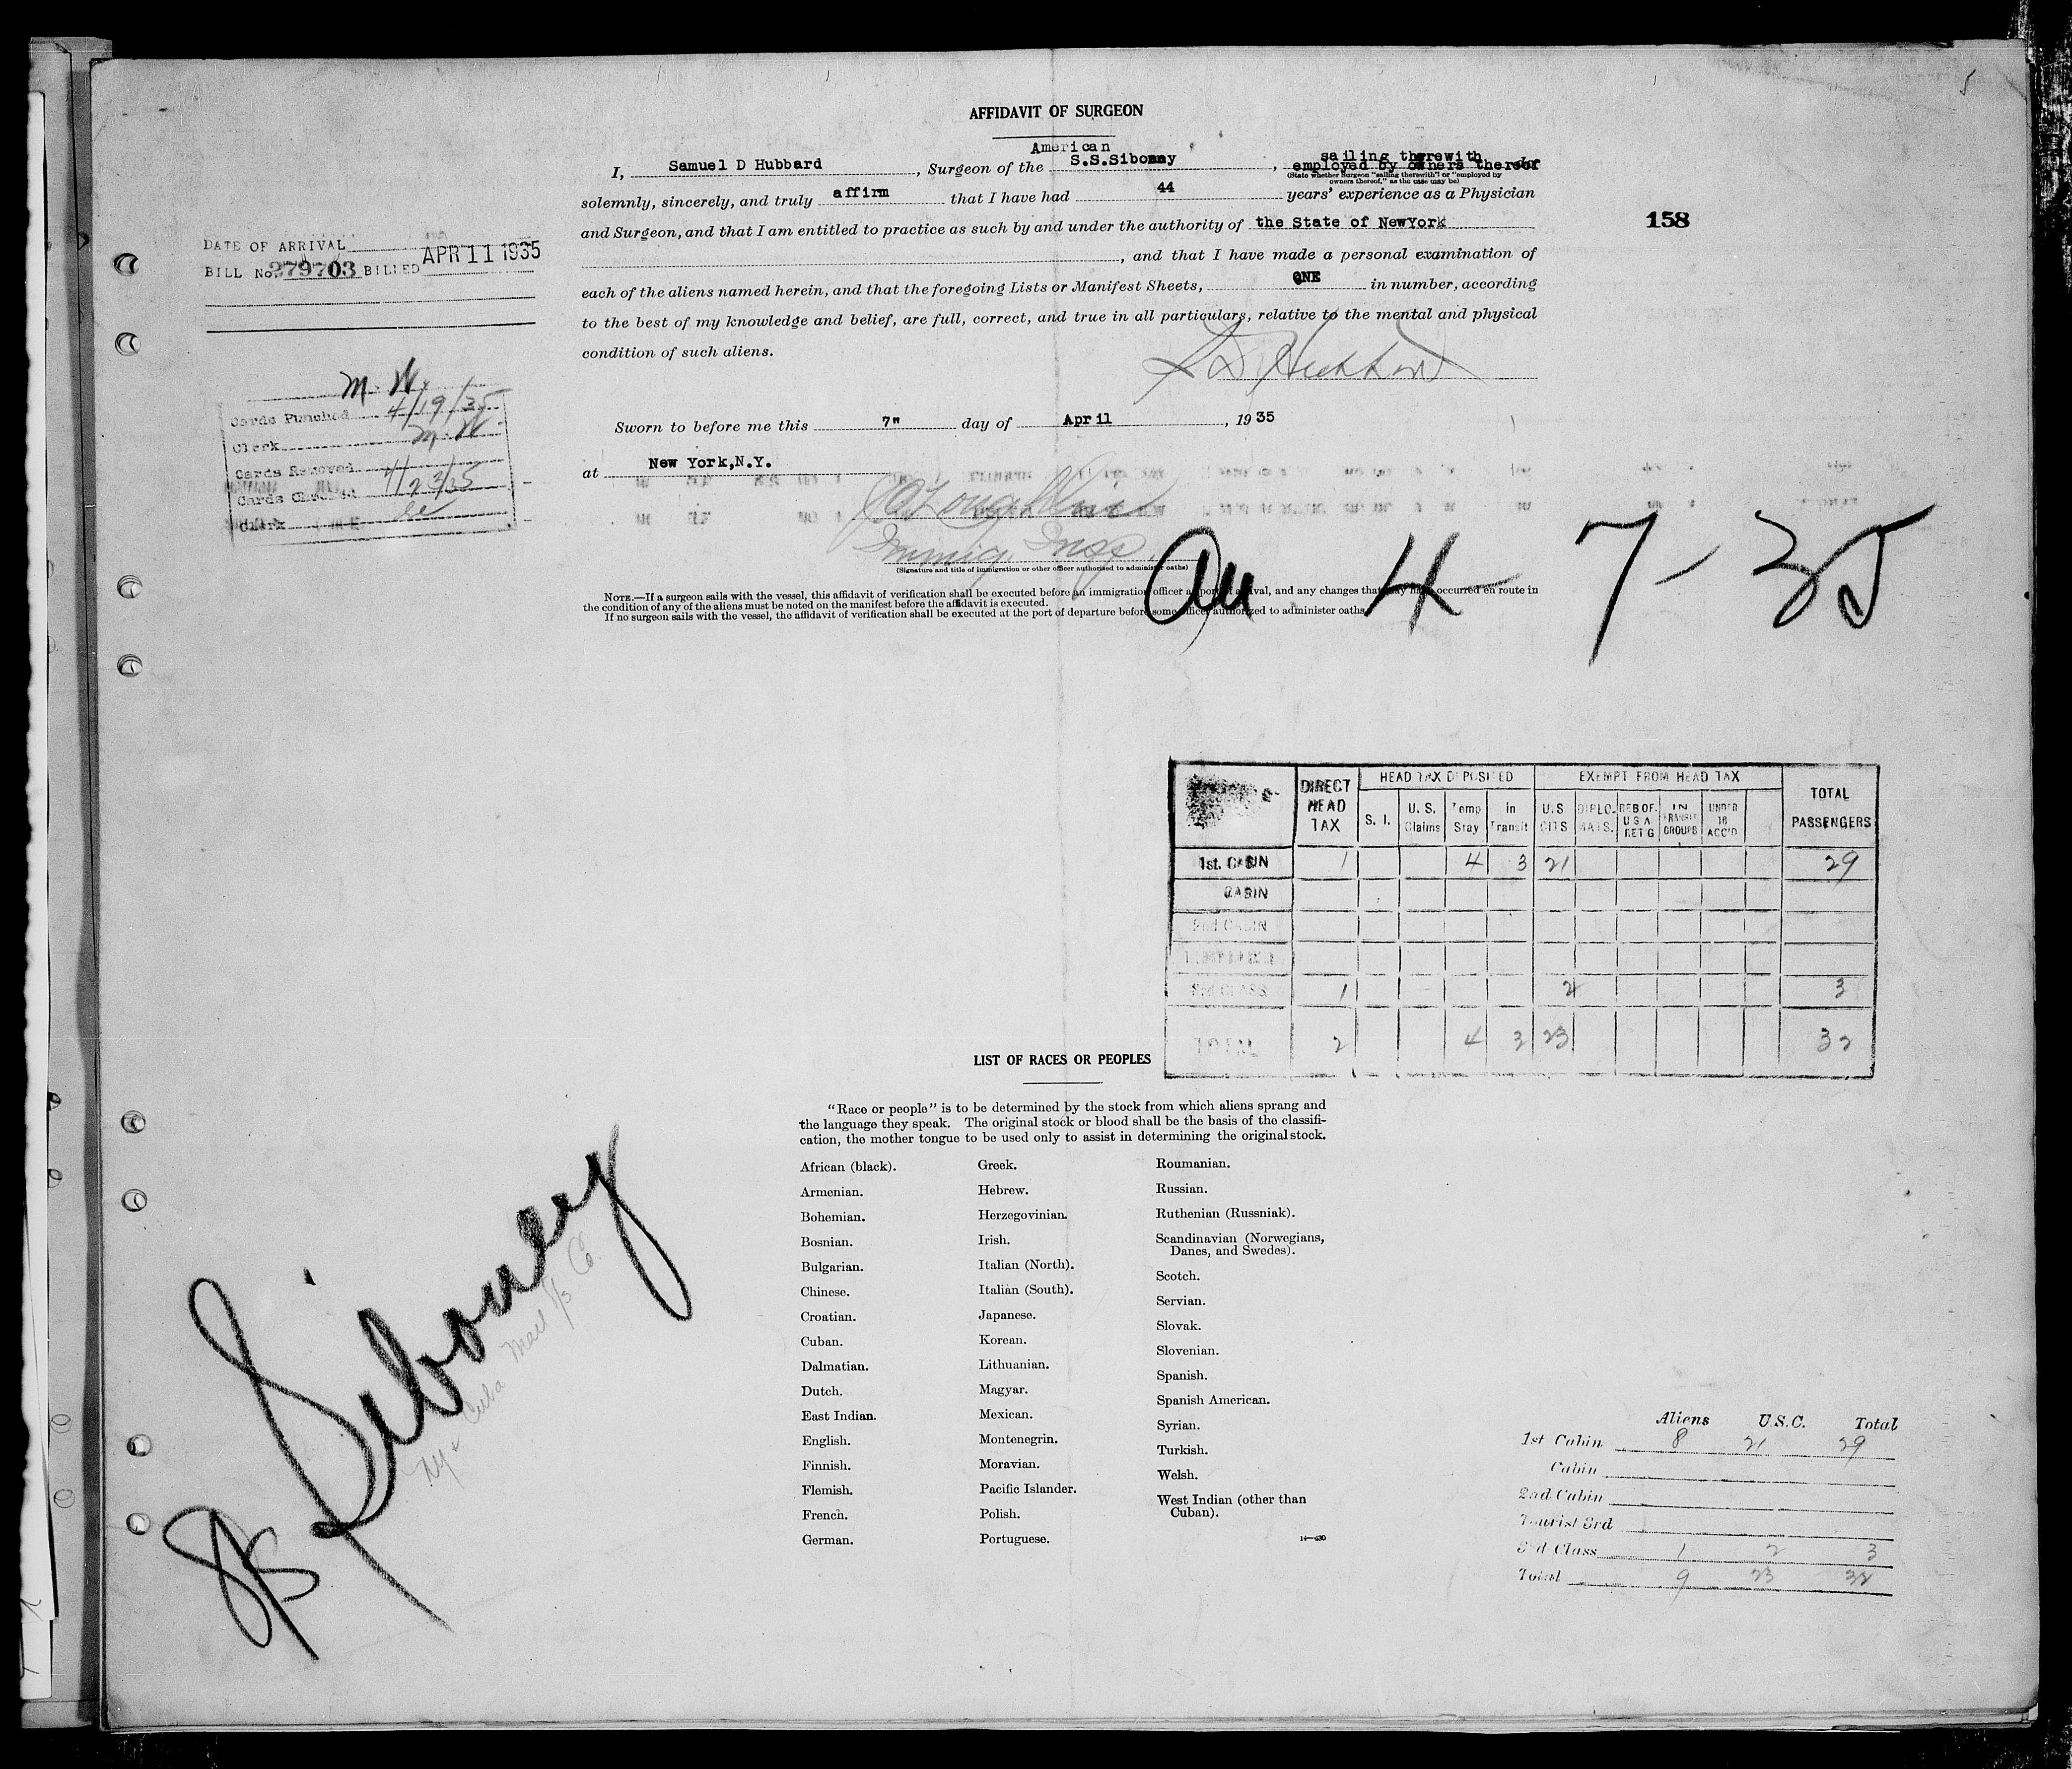 AFFIDAVIT OF SURGEON
American
I, Samuel D Hubbard, Surgeon of the S.S.Siboney, sailing therewith
employed by owners thereof
(State whether Surgeon "sailing therewith" or "employed by
owners thereof," as the case may be)
solemnly, sincerely, and truly affirm that I have had 44 years' experience as a Physician
and Surgeon, and that I am entitled to practice as such by and under the authority of the State of NewYork
158
, and that I have made a personal examination of
each of the aliens named herein, and that the foregoing Lists or Manifest Sheets, ONE in number, according
to the best of my knowledge and belief, are full, correct, and true in all particulars, relative to the mental and physical
condition of such aliens.
S D Hubbard
DATE OF ARRIVAL
BILL No. 279703 BILLED APR 11 1935
M. W.
Cards Punched 4/19/35
Clerk M. W.
Cards Removed
Cards Checked 4/23/35
Clerk
Sworn to before me this 7" day of April, 1935
at New York,N.Y.
Immig. Insp.
(Signature and title of immigration or other officer authorized to administer oaths)
NOTE.—If a surgeon sails with the vessel, this affidavit of verification shall be executed before an immigration officer at port of arrival, and any changes that may have occurred en route in
the condition of any of the aliens must be noted on the manifest before the affidavit is executed.
If no surgeon sails with the vessel, the affidavit of verification shall be executed at the port of departure before some officer authorized to administer oaths.
4-7-35
DIRECT HEAD TAX HEAD TAX DEPOSITED EXEMPT FROM HEAD TAX TOTAL PASSENGERS
S. I. U. S. Claims Temp Stay in Transit U.S CITS DIPLO-MATS. REB OF. U S A RET G IN TRANSIT GROUPS UNDER 16 ACC'D
1st. CABIN 1 4 3 21 29
CABIN
2nd CABIN
3rd CLASS 1 2 3
TOTAL 2 4 3 23 32
LIST OF RACES OR PEOPLES
"Race or people" is to be determined by the stock from which aliens sprang and
the language they speak. The original stock or blood shall be the basis of the classifi-
cation, the mother tongue to be used only to assist in determining the original stock.
African (black).
Armenian.
Bohemian.
Bosnian.
Bulgarian.
Chinese.
Croatian.
Cuban.
Dalmatian.
Dutch.
East Indian.
English.
Finnish.
Flemish.
French.
German.
Greek.
Hebrew.
Herzegovinian.
Irish.
Italian (North).
Italian (South).
Japanese.
Korean.
Lithuanian.
Magyar.
Mexican.
Montenegrin.
Moravian.
Pacific Islander.
Polish.
Portuguese.
Roumanian.
Russian.
Ruthenian (Russniak).
Scandinavian (Norwegians,
Danes, and Swedes).
Scotch.
Servian.
Slovak.
Slovenian.
Spanish.
Spanish American.
Syrian.
Turkish.
Welsh.
West Indian (other than
Cuban).
14—430
S/S Siboney
NY & Cuba Mail S/S Co.
Aliens U.S.C. Total
1st Cabin 8 21 29
Cabin
2nd Cabin
Tourist 3rd
3rd Class 1 2 3
Total 9 23 32